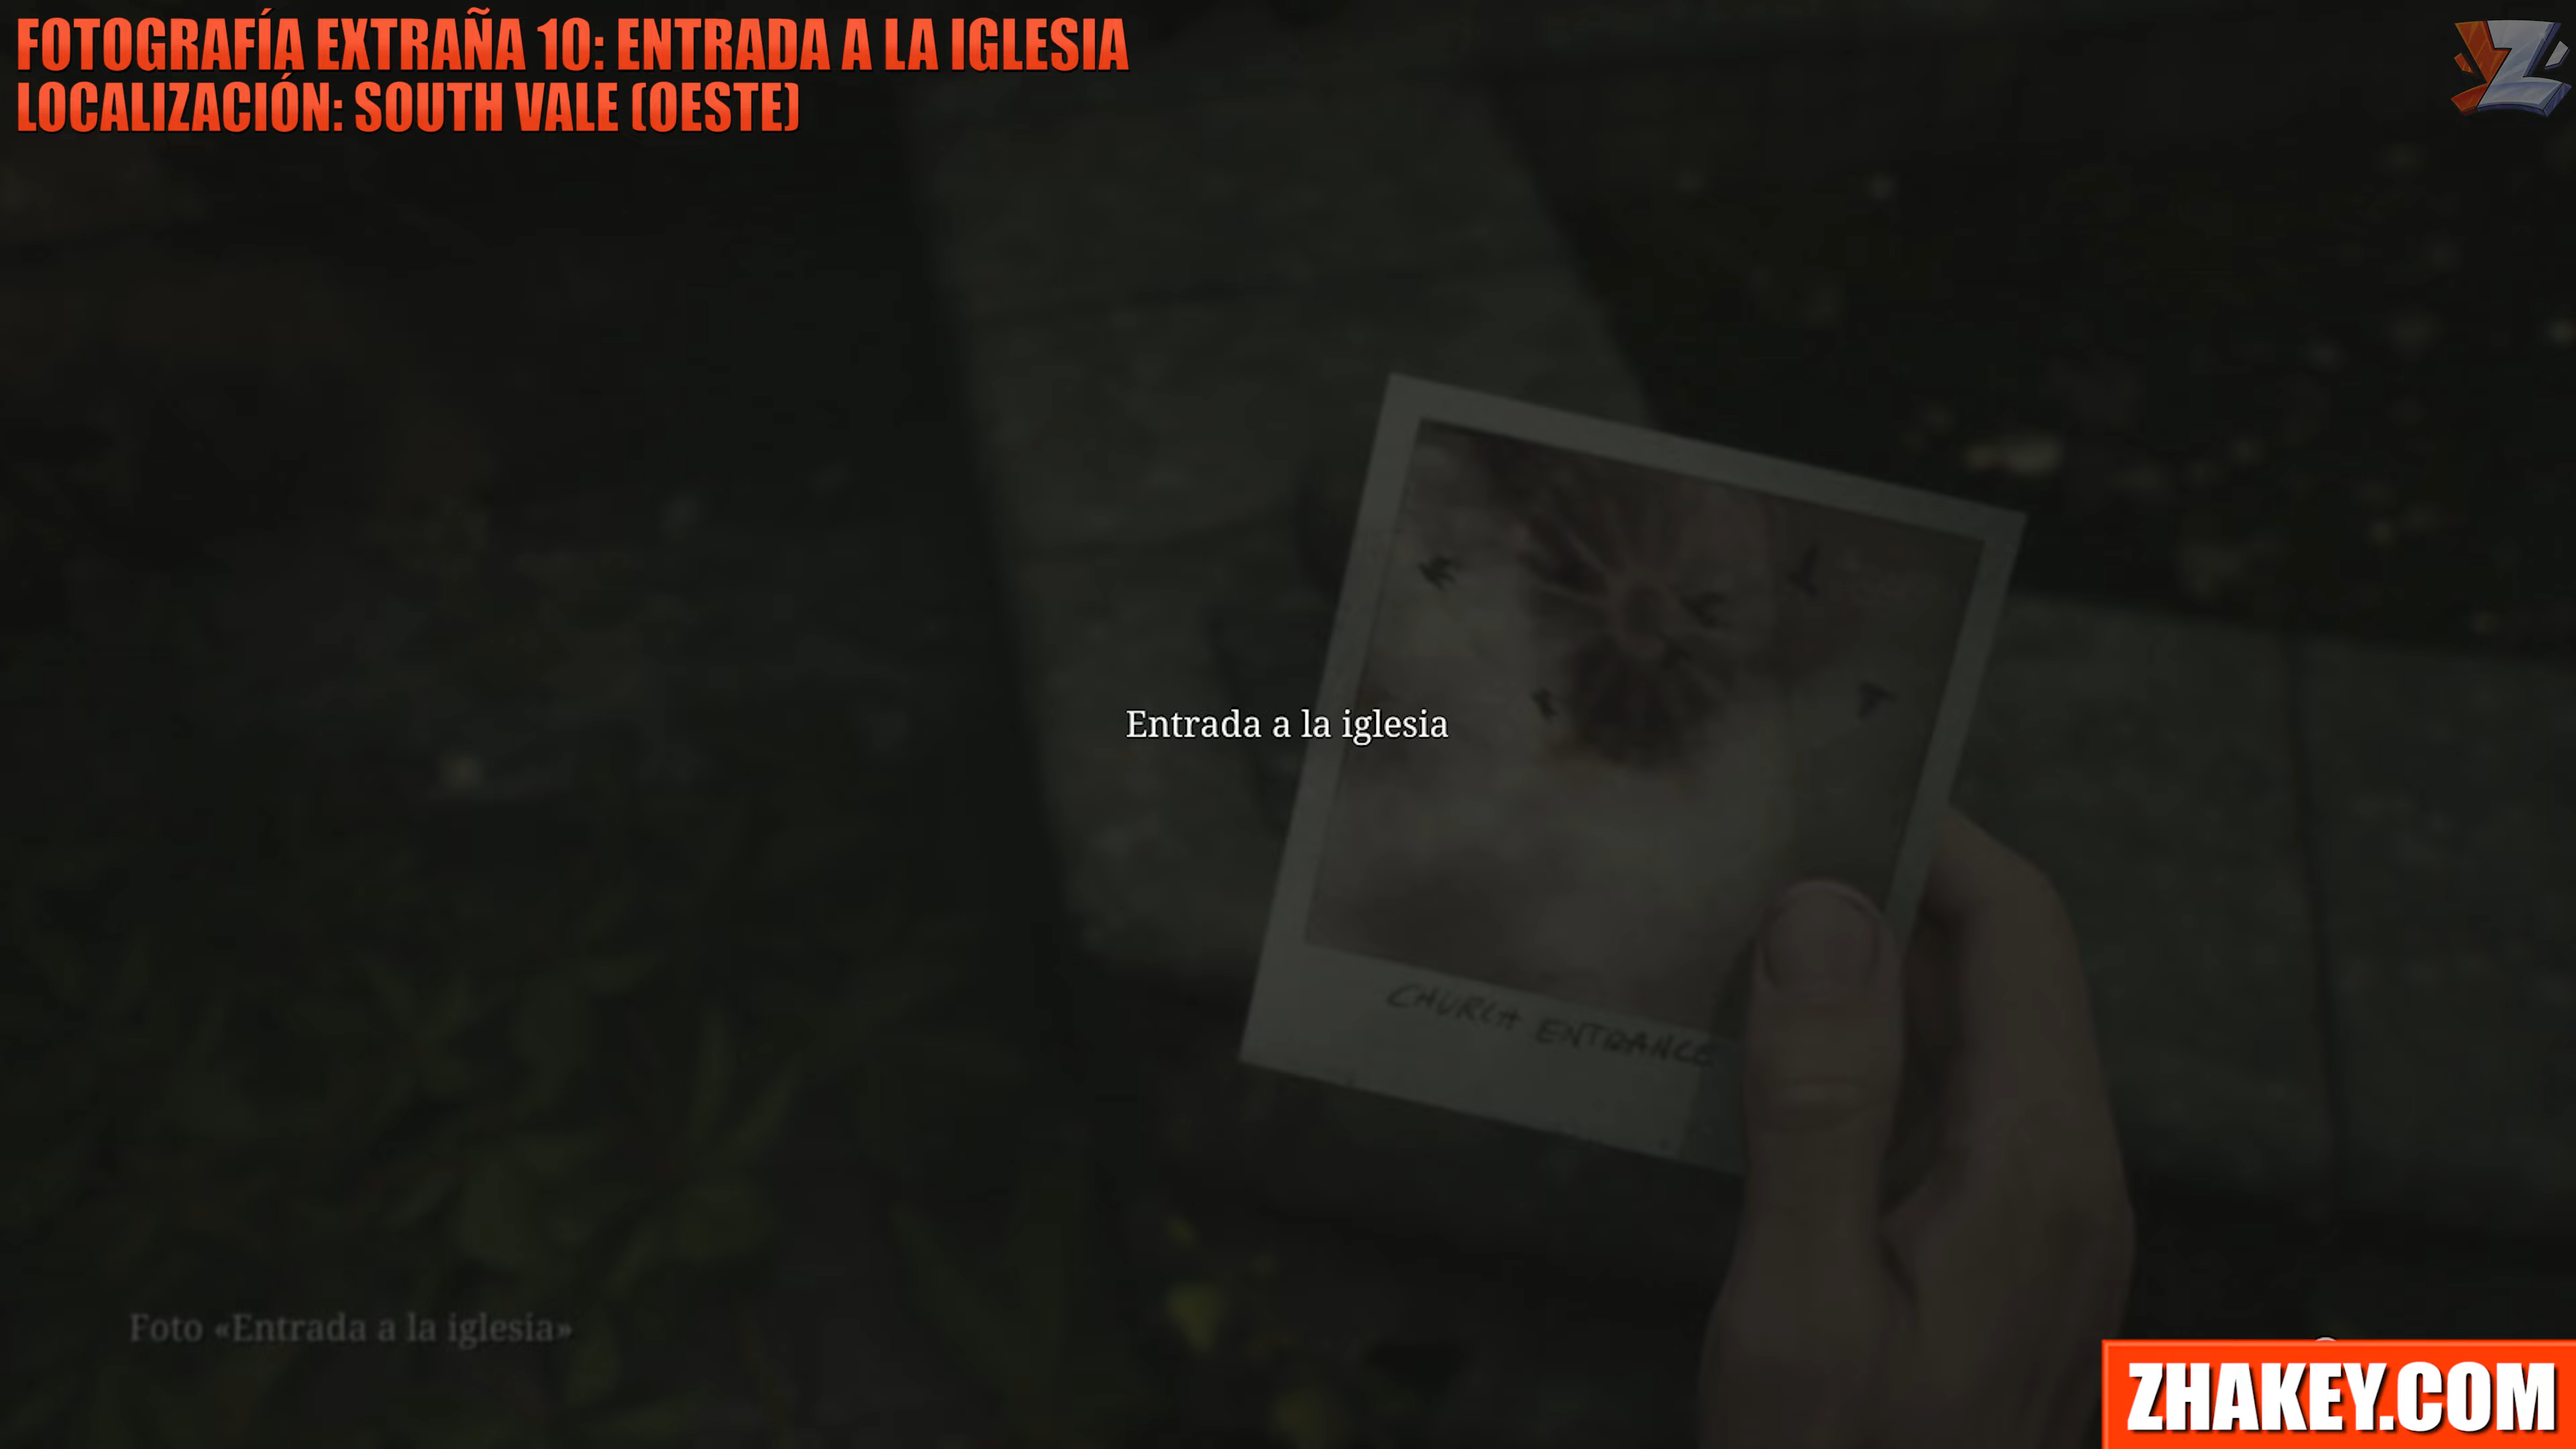 FOTOGRAFÍA EXTRAÑA 10: ENTRADA A LA IGLESIA
LOCALIZACIÓN: SOUTH VALE (OESTE)
Entrada a la iglesia
CHURCH ENTRANCE
Foto «Entrada a la iglesia»
ZHAKEY.COM